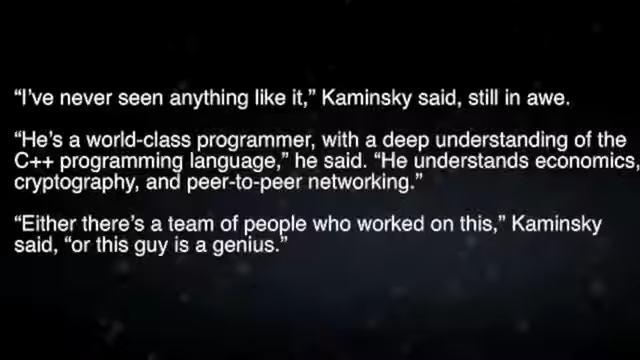 “I’ve never seen anything like it,” Kaminsky said, still in awe.
“He’s a world-class programmer, with a deep understanding of the
C++ programming language,” he said. “He understands economics,
cryptography, and peer-to-peer networking.”
“Either there’s a team of people who worked on this,” Kaminsky
said, “or this guy is a genius.”